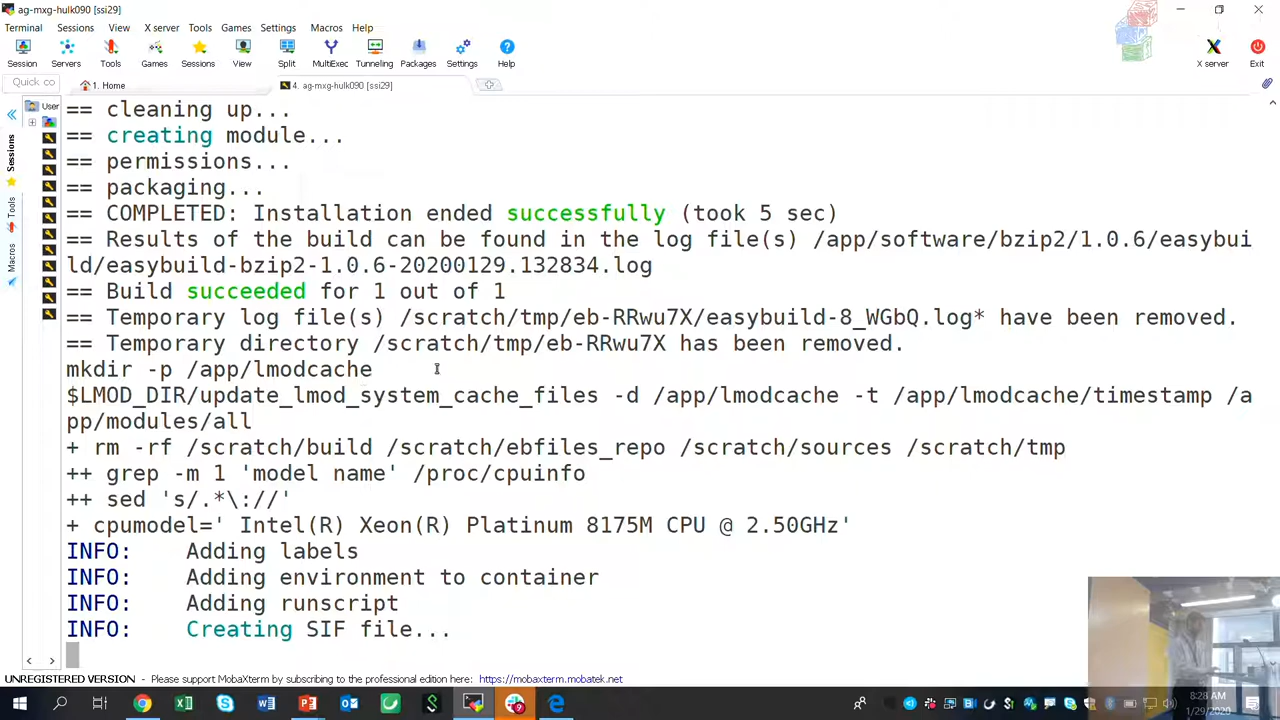 ag-mxg-hulk090 [ssi29]
Terminal Sessions View X server Tools Games Settings Macros Help
Session Servers Tools Games Sessions View Split MultiExec Tunneling Packages Settings Help X server Exit
Quick co 1. Home 4. ag-mxg-hulk090 [ssi29]
User
Sessions
Tools
Macros
== cleaning up...
== creating module...
== permissions...
== packaging...
== COMPLETED: Installation ended successfully (took 5 sec)
== Results of the build can be found in the log file(s) /app/software/bzip2/1.0.6/easybui
ld/easybuild-bzip2-1.0.6-20200129.132834.log
== Build succeeded for 1 out of 1
== Temporary log file(s) /scratch/tmp/eb-RRwu7X/easybuild-8_WGbQ.log* have been removed.
== Temporary directory /scratch/tmp/eb-RRwu7X has been removed.
mkdir -p /app/lmodcache
$LMOD_DIR/update_lmod_system_cache_files -d /app/lmodcache -t /app/lmodcache/timestamp /a
pp/modules/all
+ rm -rf /scratch/build /scratch/ebfiles_repo /scratch/sources /scratch/tmp
++ grep -m 1 'model name' /proc/cpuinfo
++ sed 's/.*\://'
+ cpumodel=' Intel(R) Xeon(R) Platinum 8175M CPU @ 2.50GHz'
INFO: Adding labels
INFO: Adding environment to container
INFO: Adding runscript
INFO: Creating SIF file...
UNREGISTERED VERSION - Please support MobaXterm by subscribing to the professional edition here: https://mobaxterm.mobatek.net
8:28 AM
1/29/2020